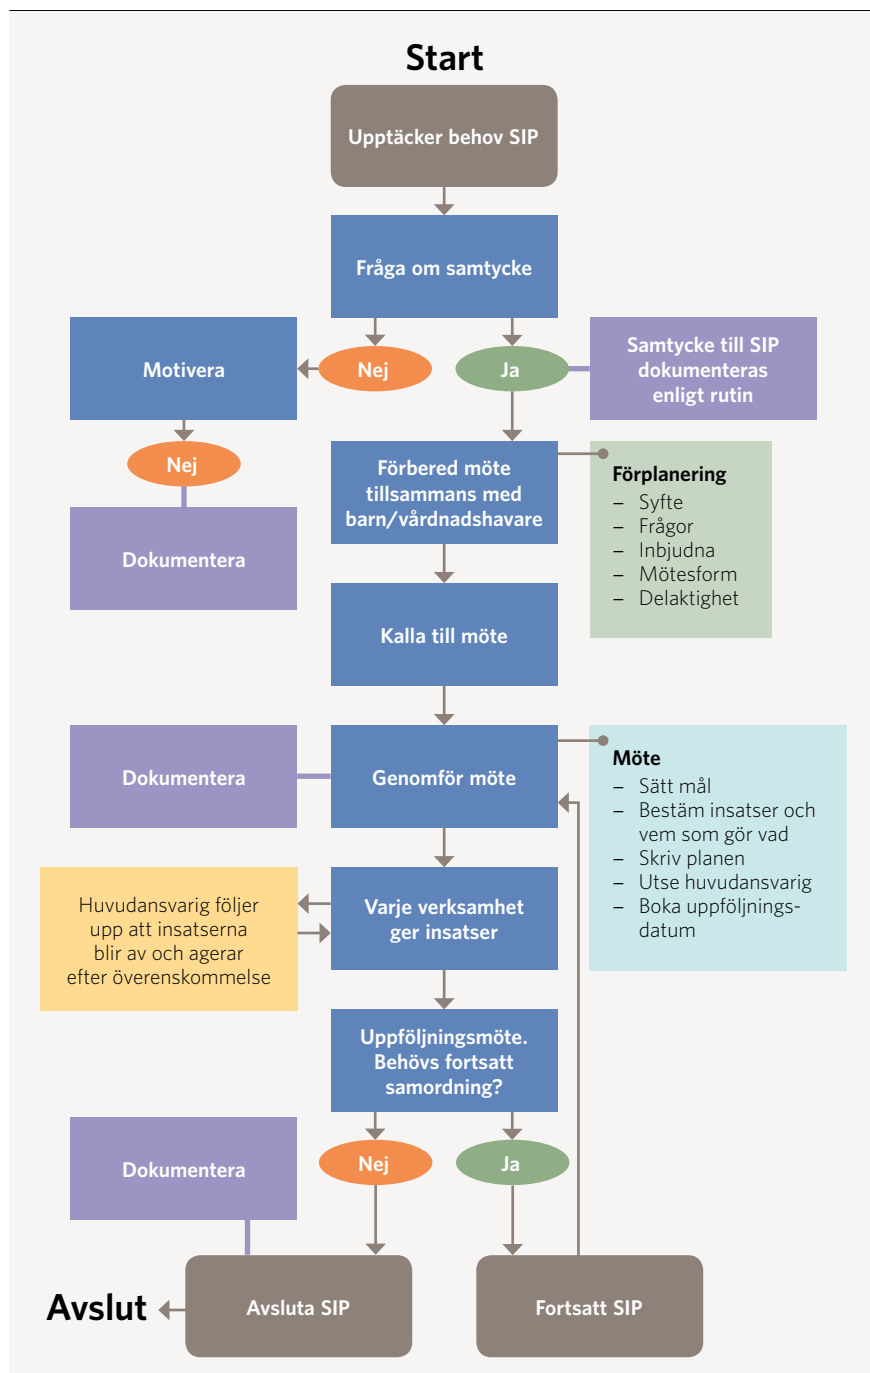 Start
Upptäcker behov SIP
Fråga om samtycke
Nej
Ja
Motivera
Samtycke till SIP
dokumenteras
enligt rutin
Nej
Dokumentera
Förbered möte
tillsammans med
barn/vårdnadshavare
Förplanering
– Syfte
– Frågor
– Inbjudna
– Mötesform
– Delaktighet
Kalla till möte
Dokumentera
Genomför möte
Möte
– Sätt mål
– Bestäm insatser och
vem som gör vad
– Skriv planen
– Utse huvudansvarig
– Boka uppföljnings-
datum
Huvudansvarig följer
upp att insatserna
blir av och agerar
efter överenskommelse
Varje verksamhet
ger insatser
Uppföljningsmöte.
Behövs fortsatt
samordning?
Dokumentera
Nej
Ja
Avslut
Avsluta SIP
Fortsatt SIP